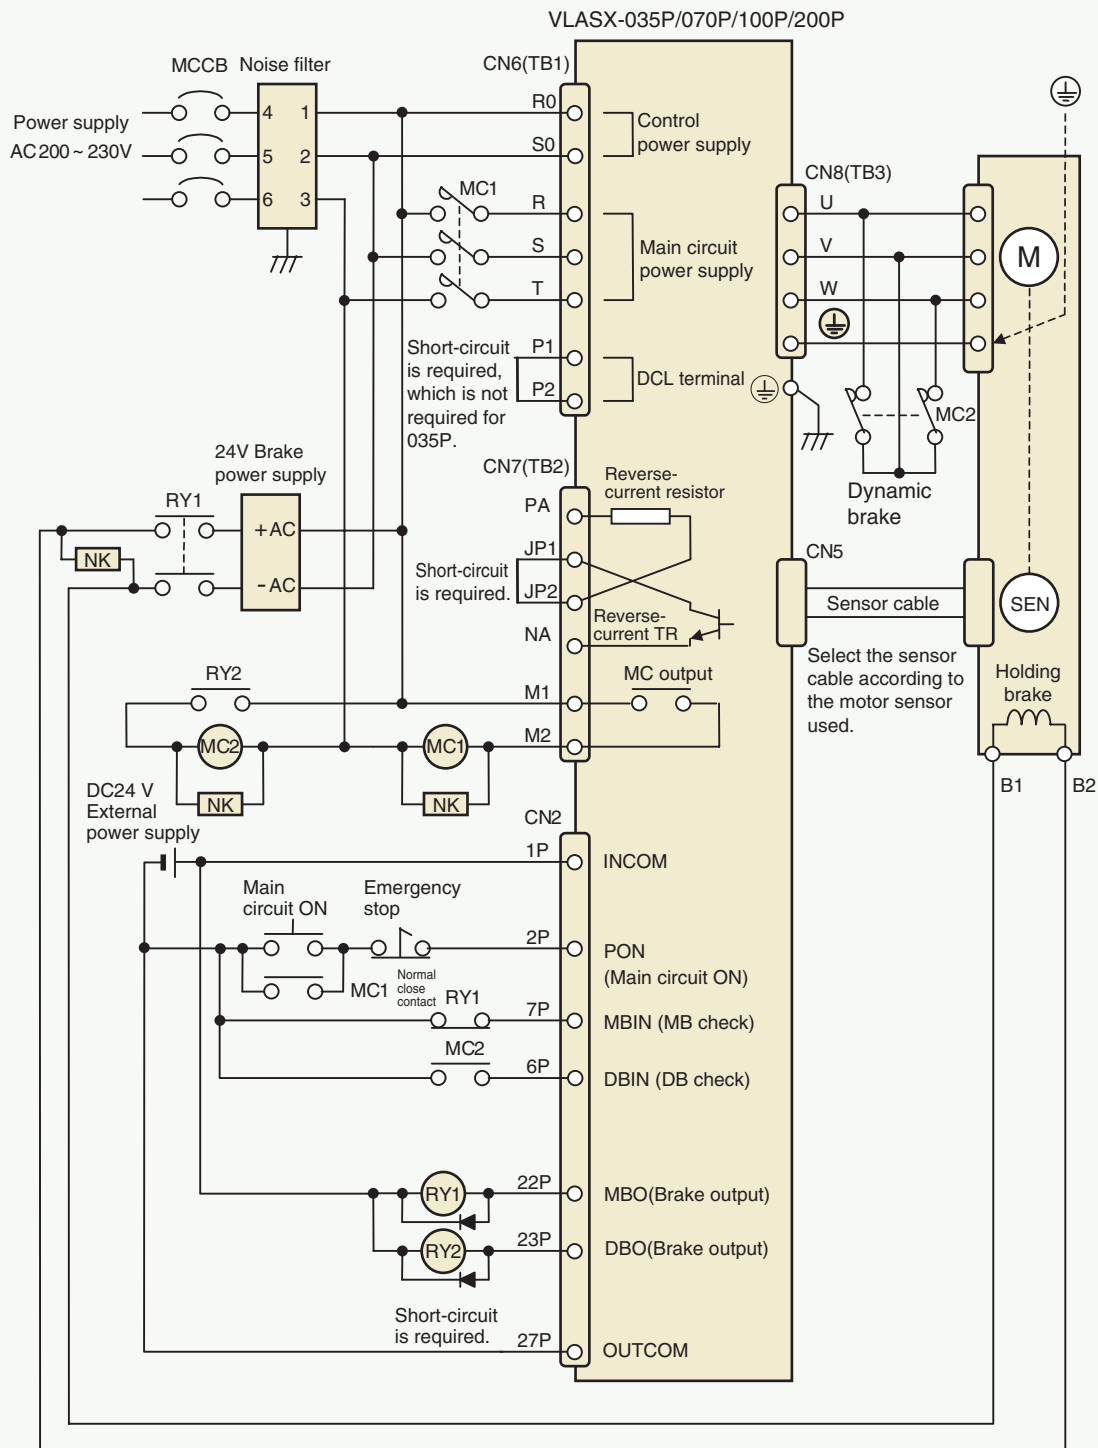 VLASX-035P/070P/100P/200P
CN6(TB1)
MCCB
Noise filter
R0
4
1
Power supply
AC 200 ~ 230V
S0
Control
power supply
5
2
CN8(TB3)
6
3
MC1
R
U
S
Main circuit
power supply
V
M
T
W
Short-circuit
is required,
which is not
required for
035P.
P1
P2
DCL terminal
MC2
24V Brake
power supply
CN7(TB2)
Reverse-
current resistor
Dynamic
brake
RY1
PA
+ AC
NK
JP1
CN5
Short-circuit
is required.
JP2
- AC
Sensor cable
SEN
Reverse-
current TR
NA
Select the sensor
cable according to
the motor sensor
used.
RY2
MC output
Holding
brake
M1
MC2
MC1
M2
NK
NK
B1
B2
DC24 V
External
power supply
CN2
1P
INCOM
Main
circuit ON
Emergency
stop
2P
PON
(Main circuit ON)
MC1
Normal
close
contact
RY1
7P
MBIN (MB check)
MC2
6P
DBIN (DB check)
RY1
22P
MBO(Brake output)
RY2
23P
DBO(Brake output)
Short-circuit
is required.
27P
OUTCOM